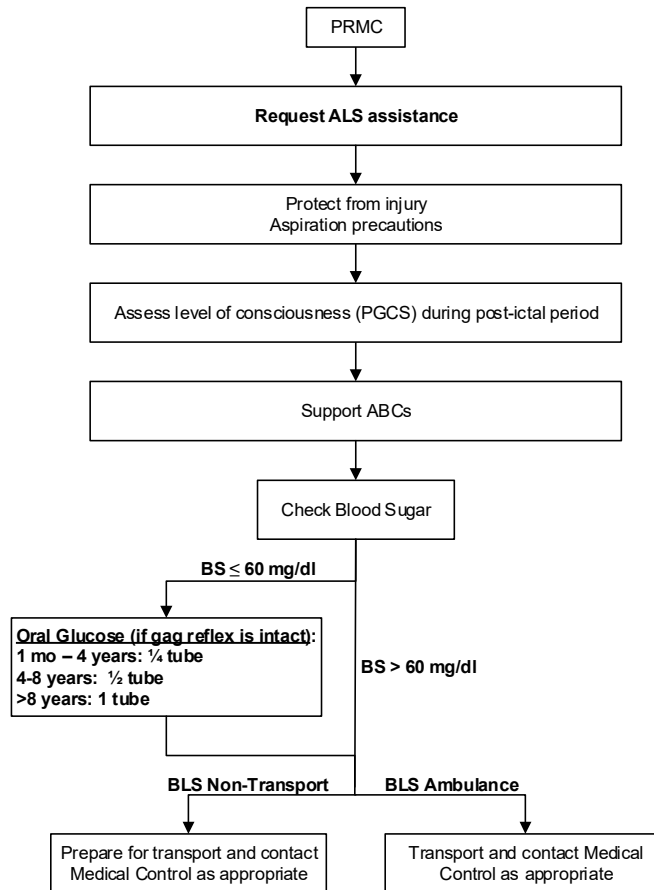 PRMC
Request ALS assistance
Protect from injury
Aspiration precautions
Assess level of consciousness (PGCS) during post-ictal period
Support ABCs
Check Blood Sugar
BS ≤ 60 mg/dl
Oral Glucose (if gag reflex is intact):
1 mo – 4 years: ¼ tube
4-8 years: ½ tube
>8 years: 1 tube
BS > 60 mg/dl
BLS Non-Transport
BLS Ambulance
Prepare for transport and contact
Medical Control as appropriate
Transport and contact Medical
Control as appropriate